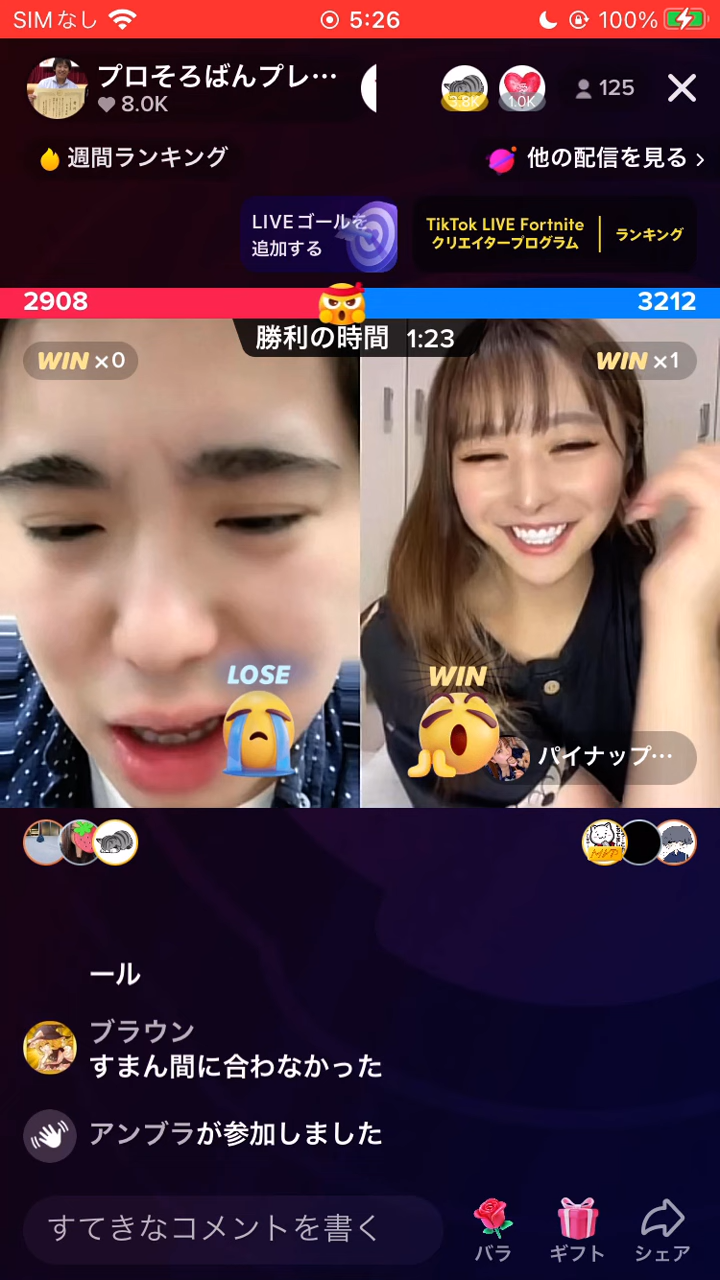 SIMなし 5:26 100%
プロそろばんプレ…
8.0K
1.0K
125
週間ランキング
他の配信を見る
LIVEゴールを
追加する
TikTok LIVE Fortnite
クリエイタープログラム
ランキング
2908
3212
勝利の時間 1:23
WIN ×0
WIN ×1
LOSE
WIN
パイナップ…
ール
ブラウン
すまん間に合わなかった
アンブラが参加しました
すてきなコメントを書く
バラ
ギフト
シェア